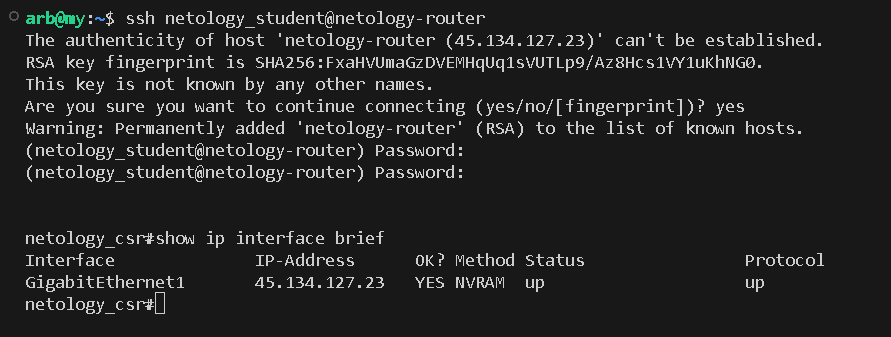 arb@my:~$ ssh netology_student@netology-router
The authenticity of host 'netology-router (45.134.127.23)' can't be established.
RSA key fingerprint is SHA256:FxaHVUmaGzDVEMHqUq1sVUTLp9/Az8Hcs1VY1uKhNG0.
This key is not known by any other names.
Are you sure you want to continue connecting (yes/no/[fingerprint])? yes
Warning: Permanently added 'netology-router' (RSA) to the list of known hosts.
(netology_student@netology-router) Password:
(netology_student@netology-router) Password:
netology_csr#show ip interface brief
Interface              IP-Address      OK? Method Status                Protocol
GigabitEthernet1       45.134.127.23   YES NVRAM  up                    up
netology_csr#